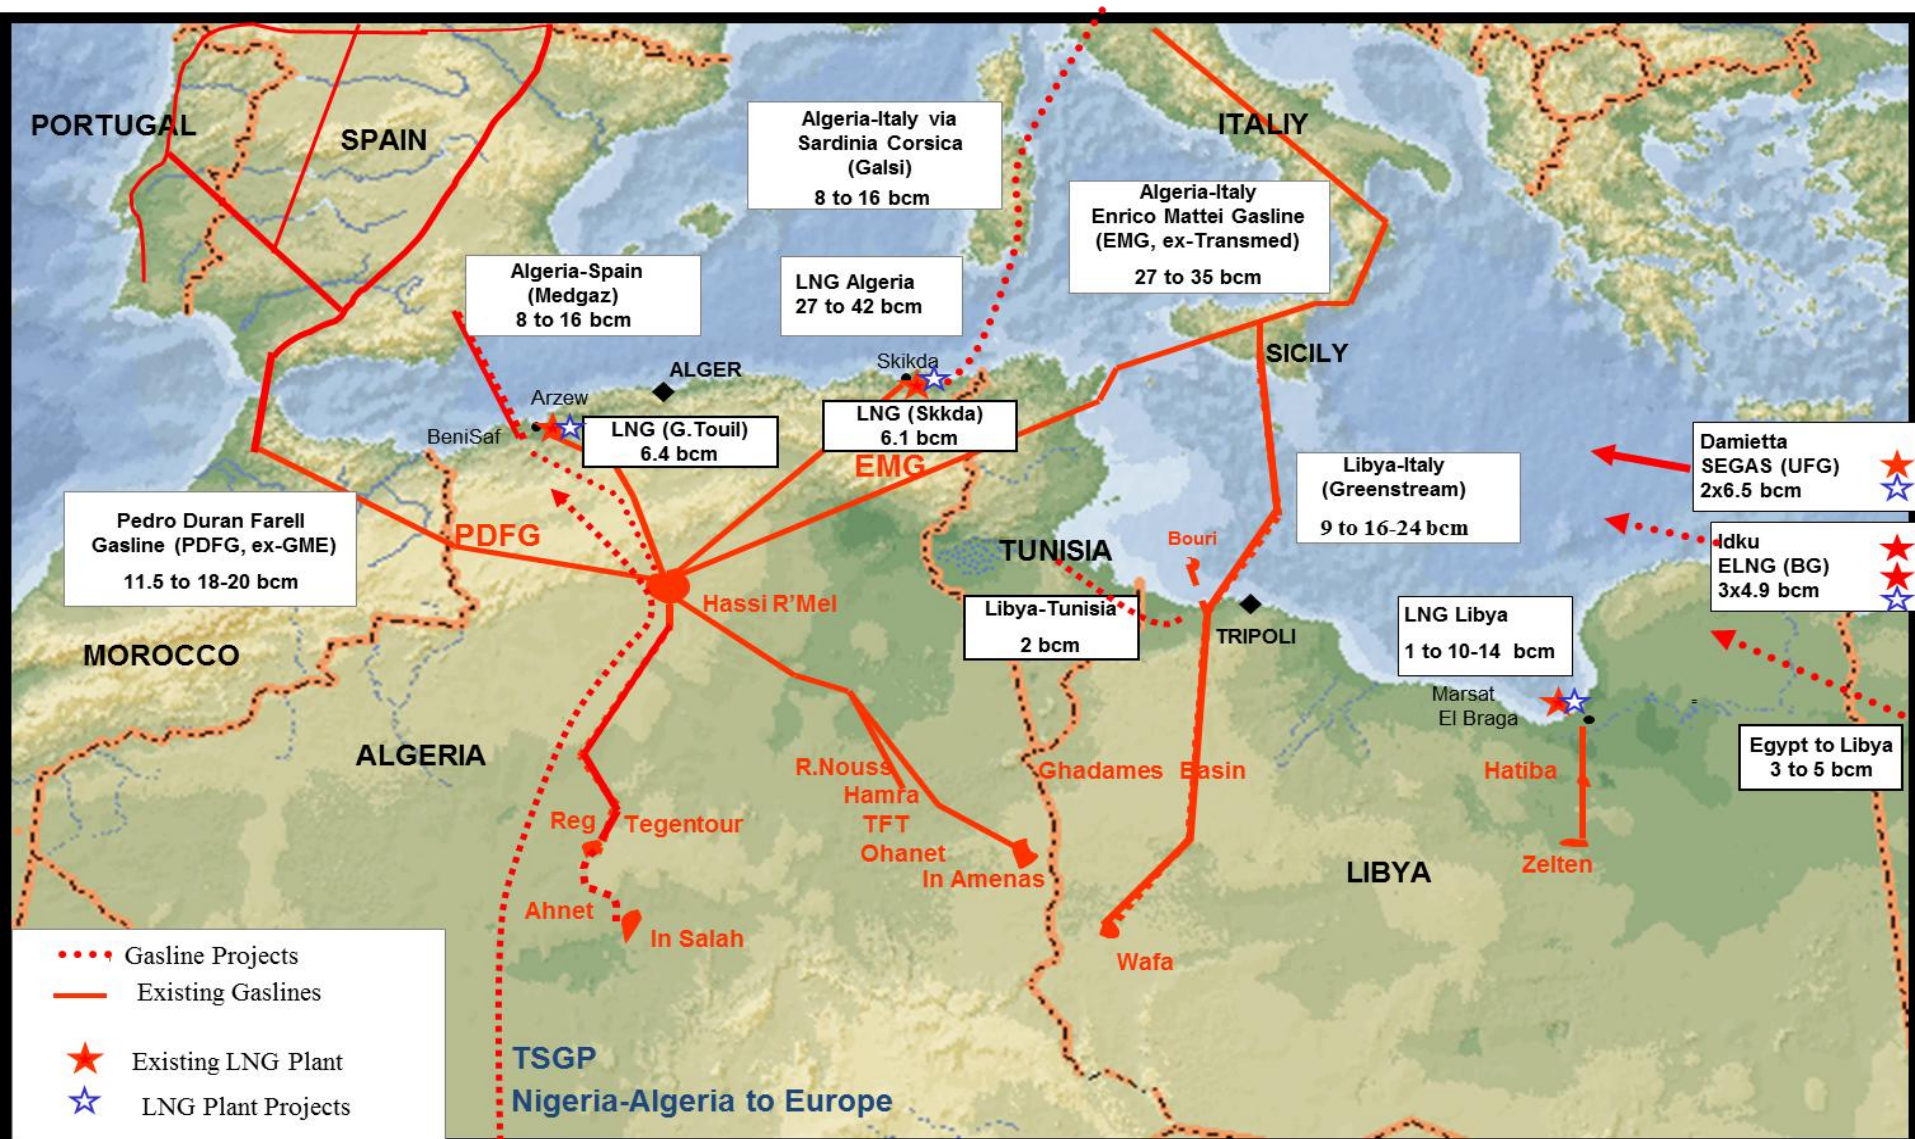 PORTUGAL
SPAIN
ITALIY
Algeria-Italy via
Sardinia Corsica
(Galsi)
8 to 16 bcm
Algeria-Italy
Enrico Mattei Gasline
(EMG, ex-Transmed)
27 to 35 bcm
Algeria-Spain
(Medgaz)
8 to 16 bcm
LNG Algeria
27 to 42 bcm
Skikda
SICILY
ALGER
Arzew
BeniSaf
LNG (G.Touil)
6.4 bcm
LNG (Skkda)
6.1 bcm
EMG
Damietta
SEGAS (UFG)
2x6.5 bcm
Libya-Italy
(Greenstream)
9 to 16-24 bcm
Pedro Duran Farell
Gasline (PDFG, ex-GME)
11.5 to 18-20 bcm
PDFG
TUNISIA
Bouri
Idku
ELNG (BG)
3x4.9 bcm
Hassi R’Mel
Libya-Tunisia
2 bcm
TRIPOLI
LNG Libya
1 to 10-14 bcm
MOROCCO
Marsat
El Braga
ALGERIA
R.Nouss
Hamra
TFT
Ohanet
In Amenas
Ghadames Basin
Hatiba
Egypt to Libya
3 to 5 bcm
Reg
Tegentour
Zelten
LIBYA
Ahnet
In Salah
Wafa
Gasline Projects
Existing Gaslines
Existing LNG Plant
LNG Plant Projects
TSGP
Nigeria-Algeria to Europe